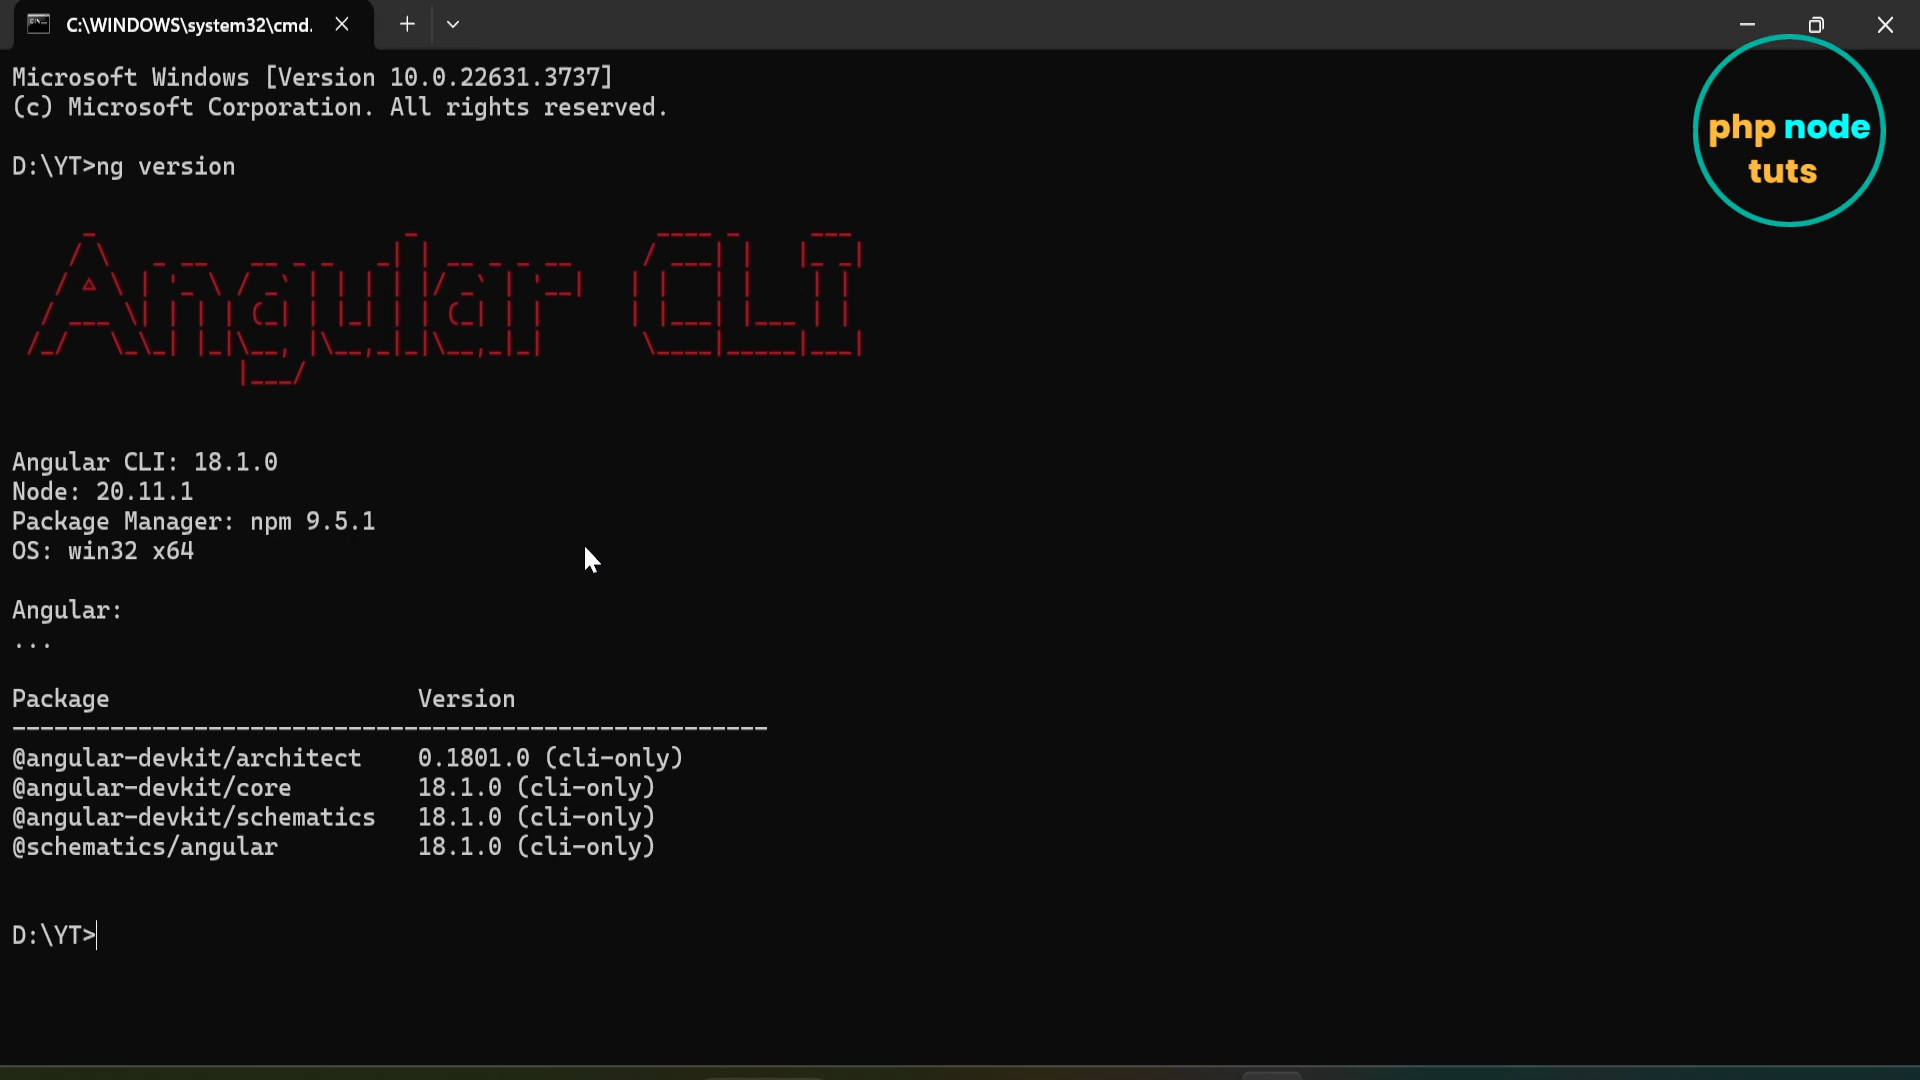 C:\WINDOWS\system32\cmd.
Microsoft Windows [Version 10.0.22631.3737]
(c) Microsoft Corporation. All rights reserved.
php node
tuts
D:\YT>ng version
Angular CLI
Angular CLI: 18.1.0
Node: 20.11.1
Package Manager: npm 9.5.1
OS: win32 x64
Angular:
...
Package Version
------------------------------------------------------
@angular-devkit/architect 0.1801.0 (cli-only)
@angular-devkit/core 18.1.0 (cli-only)
@angular-devkit/schematics 18.1.0 (cli-only)
@schematics/angular 18.1.0 (cli-only)
D:\YT>